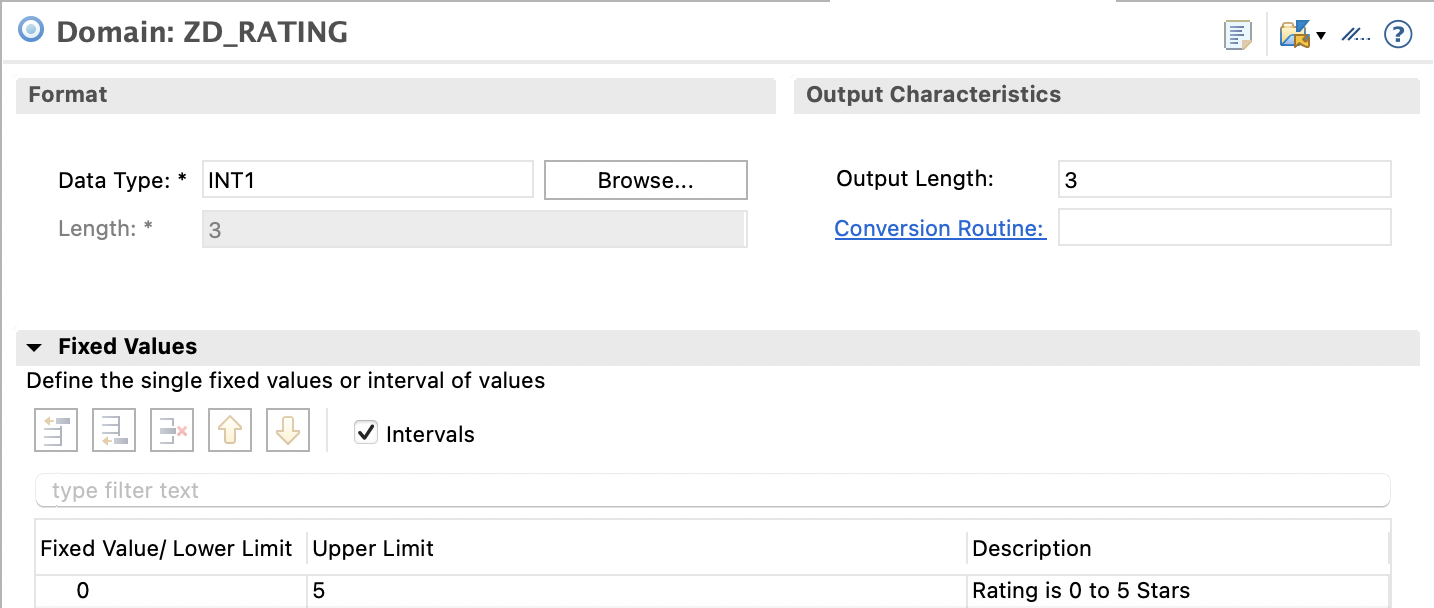 Domain: ZD_RATING
Format
Output Characteristics
Data Type: * INT1 Browse...
Output Length: 3
Length: * 3
Conversion Routine:
Fixed Values
Define the single fixed values or interval of values
Intervals
type filter text
Fixed Value/ Lower Limit Upper Limit Description
0 5 Rating is 0 to 5 Stars